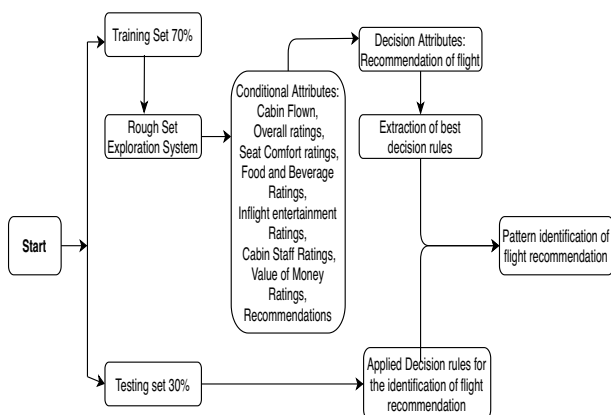 Start
Training Set 70%
Rough Set
Exploration System
Conditional Attributes:
Cabin Flown,
Overall ratings,
Seat Comfort ratings,
Food and Beverage
Ratings,
Inflight entertainment
Ratings,
Cabin Staff Ratings,
Value of Money
Ratings,
Recommendations
Decision Attributes:
Recommendation of flight
Extraction of best
decision rules
Testing set 30%
Applied Decision rules for
the identification of flight
recommendation
Pattern identification of
flight recommendation